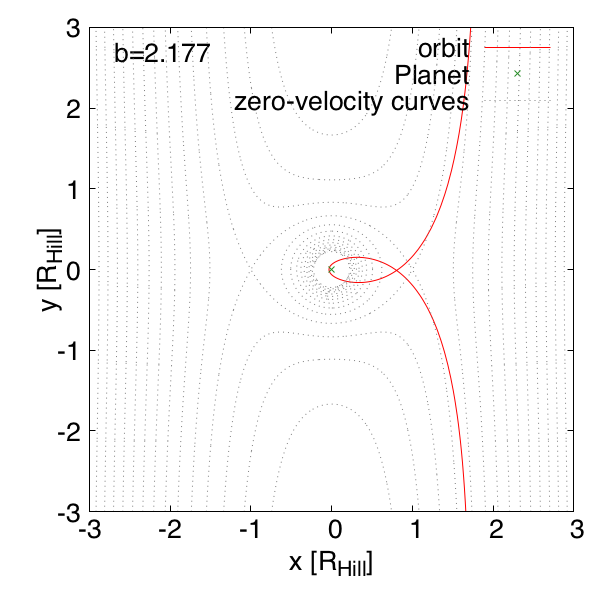 b=2.177
orbit
Planet
zero-velocity curves
3
2
1
0
-1
-2
-3
y [R_Hill]
-3 -2 -1 0 1 2 3
x [R_Hill]